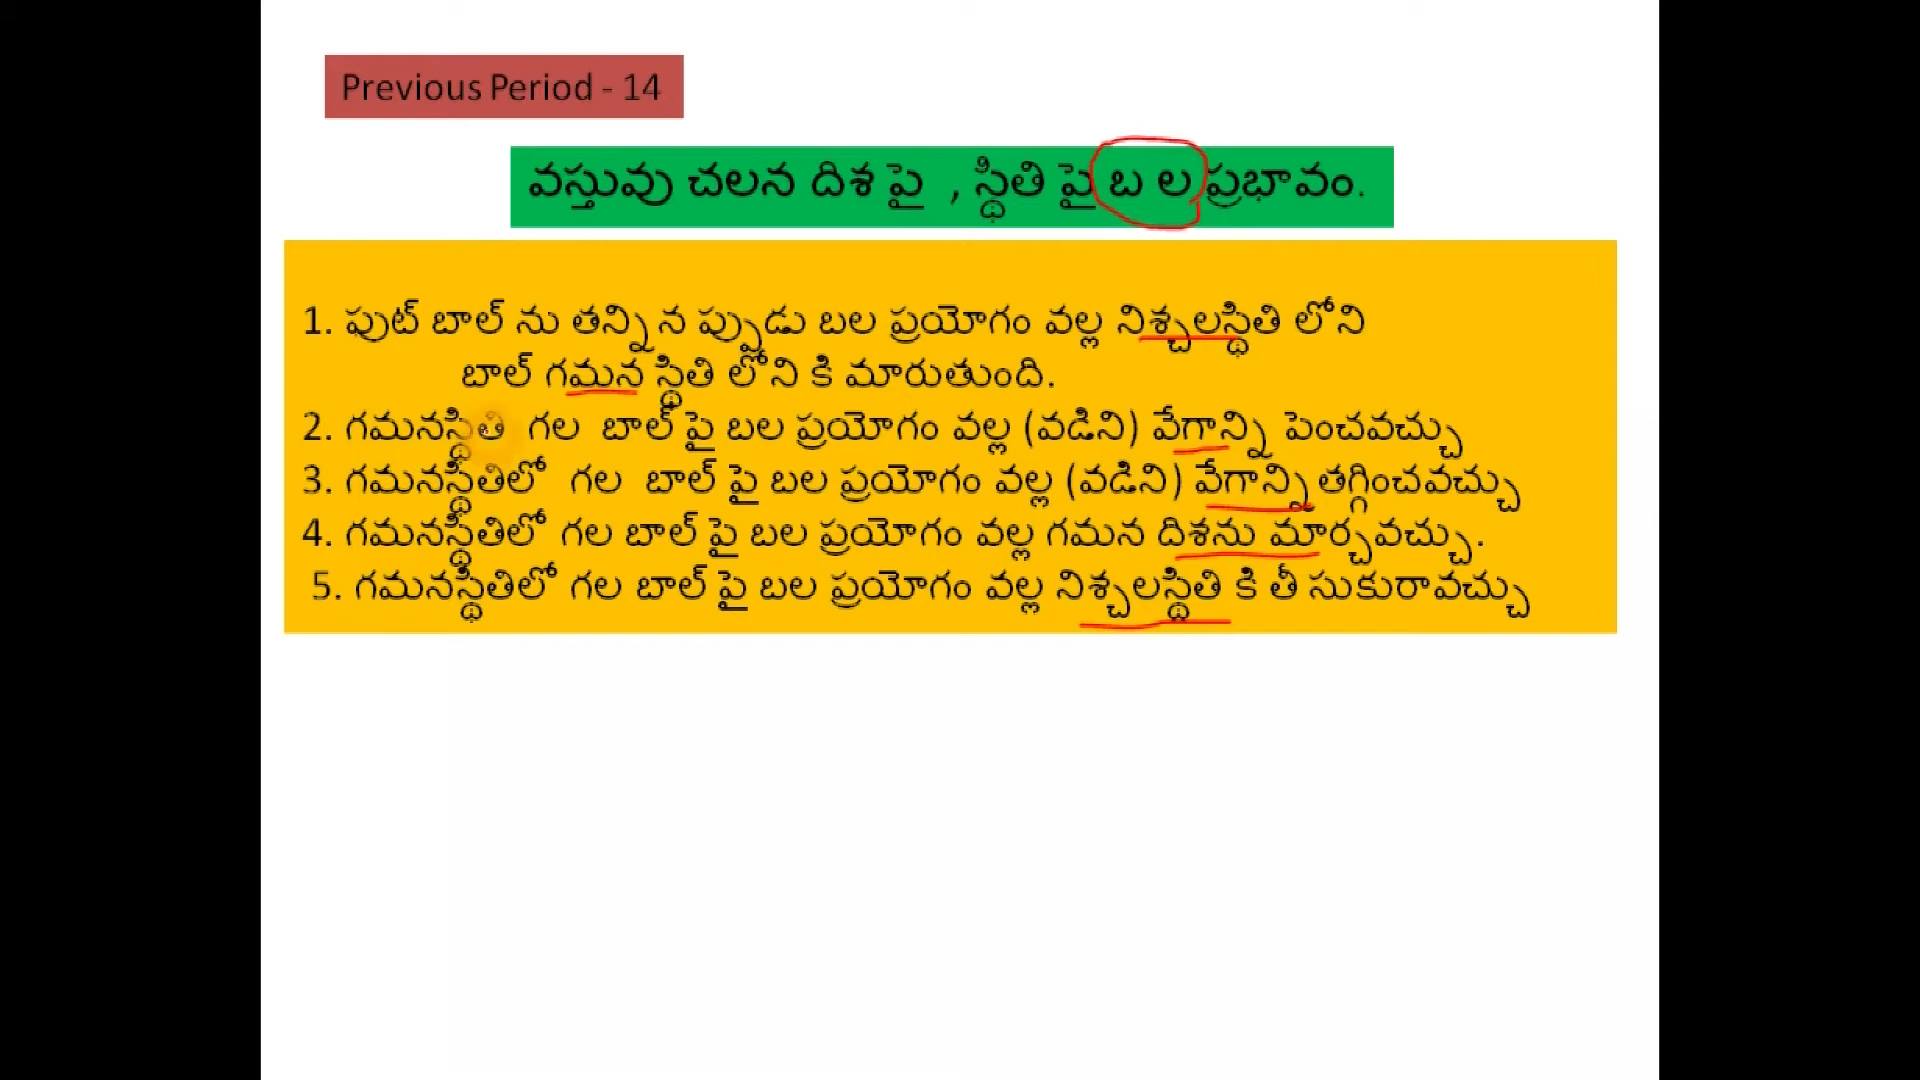 Previous Period - 14
వస్తువు చలన దిశ పై , స్థితి పై బ ల ప్రభావం.
1. ఫుట్ బాల్ ను తన్ని న ప్పుడు బల ప్రయోగం వల్ల నిశ్చలస్థితి లోని
బాల్ గమన స్థితి లోని కి మారుతుంది.
2. గమనస్థితి గల బాల్ పై బల ప్రయోగం వల్ల (వడిని) వేగాన్ని పెంచవచ్చు
3. గమనస్థితిలో గల బాల్ పై బల ప్రయోగం వల్ల (వడిని) వేగాన్ని తగ్గించవచ్చు
4. గమనస్థితిలో గల బాల్ పై బల ప్రయోగం వల్ల గమన దిశను మార్చవచ్చు.
5. గమనస్థితిలో గల బాల్ పై బల ప్రయోగం వల్ల నిశ్చలస్థితి కి తీ సుకురావచ్చు